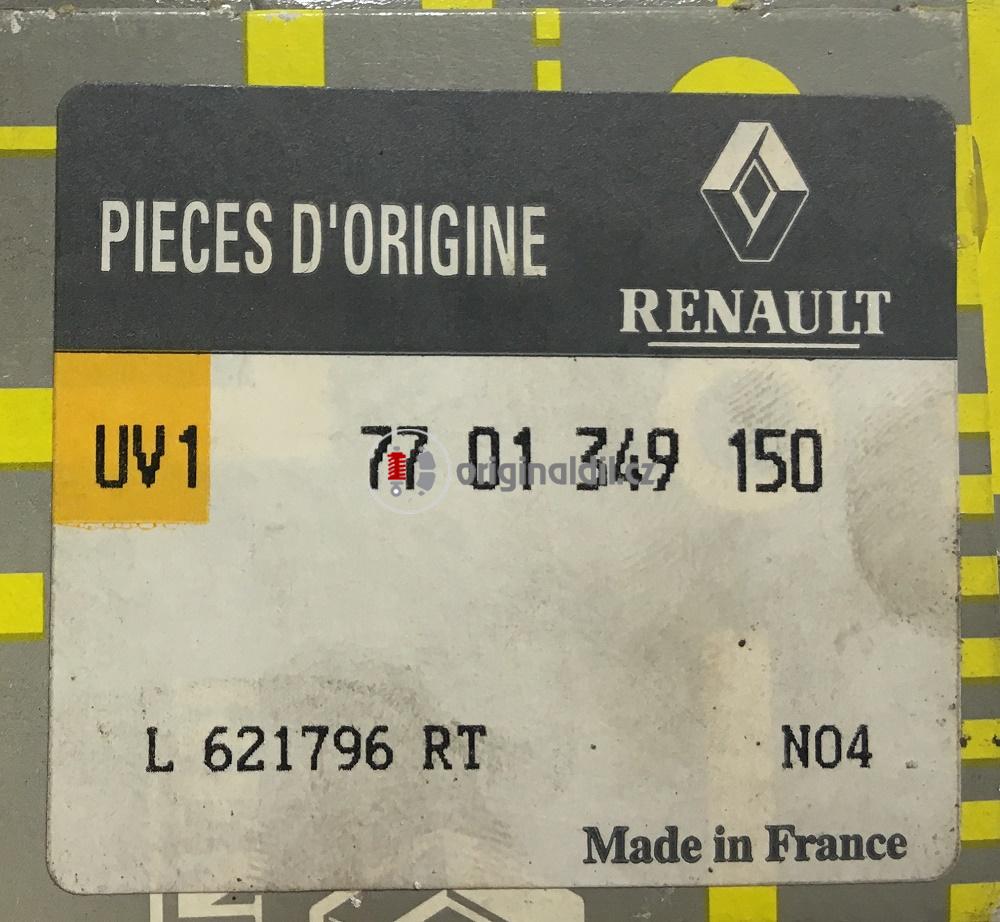 PIECES D'ORIGINE
RENAULT
UV1 77 01 349 150
originaldil.cz
L 621796 RT N04
Made in France